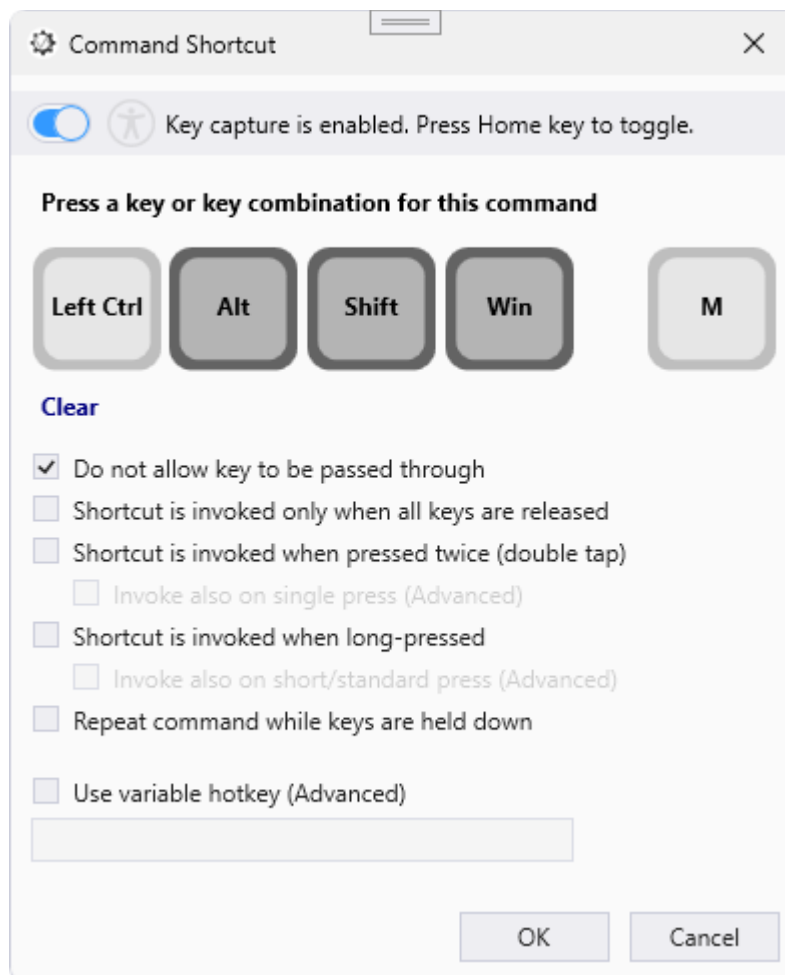 Command Shortcut
Key capture is enabled. Press Home key to toggle.
Press a key or key combination for this command
Left Ctrl Alt Shift Win M
Clear
Do not allow key to be passed through
Shortcut is invoked only when all keys are released
Shortcut is invoked when pressed twice (double tap)
Invoke also on single press (Advanced)
Shortcut is invoked when long-pressed
Invoke also on short/standard press (Advanced)
Repeat command while keys are held down
Use variable hotkey (Advanced)
OK Cancel